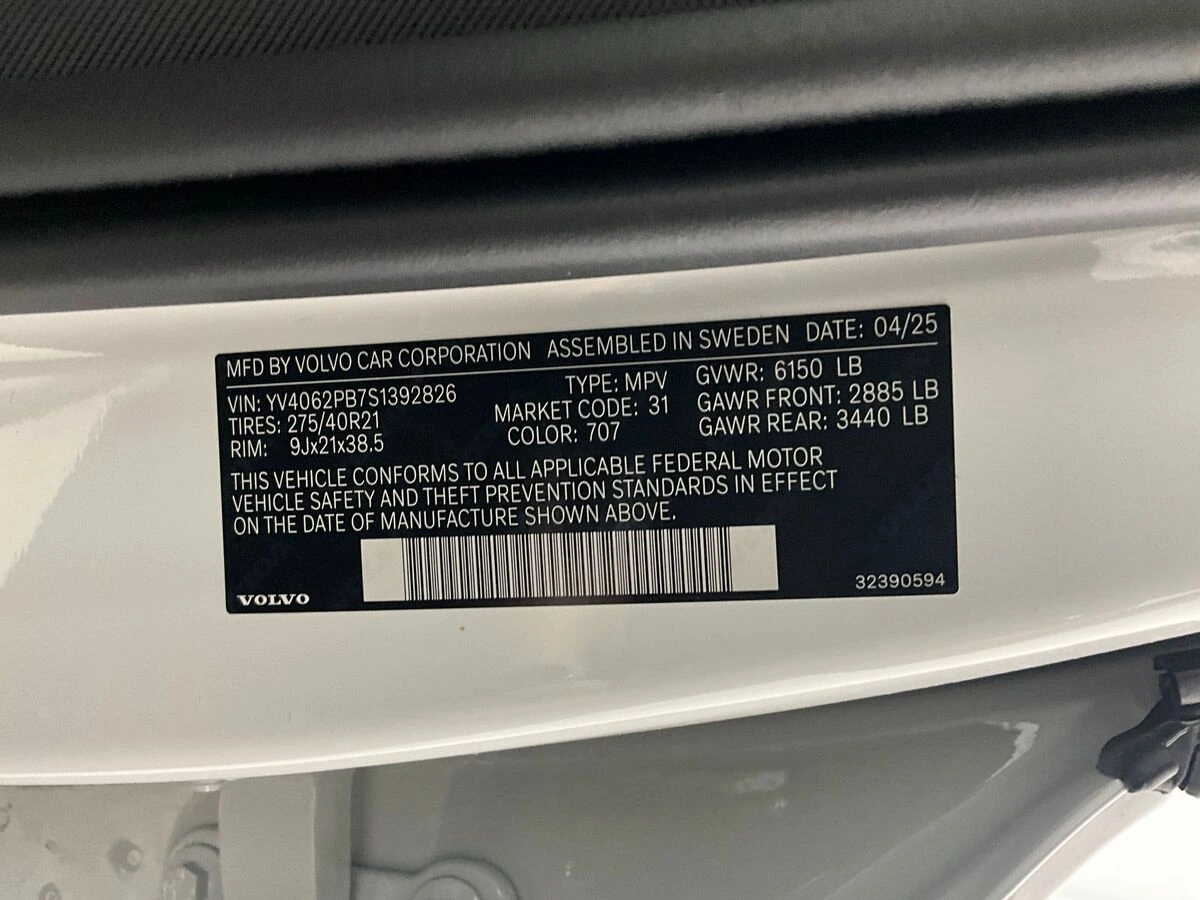 MFD BY VOLVO CAR CORPORATION ASSEMBLED IN SWEDEN DATE: 04/25
VIN: YV4062PB7S1392826 TYPE: MPV GVWR: 6150 LB
TIRES: 275/40R21 MARKET CODE: 31 GAWR FRONT: 2885 LB
RIM: 9Jx21x38.5 COLOR: 707 GAWR REAR: 3440 LB
THIS VEHICLE CONFORMS TO ALL APPLICABLE FEDERAL MOTOR
VEHICLE SAFETY AND THEFT PREVENTION STANDARDS IN EFFECT
ON THE DATE OF MANUFACTURE SHOWN ABOVE.
VOLVO 32390594